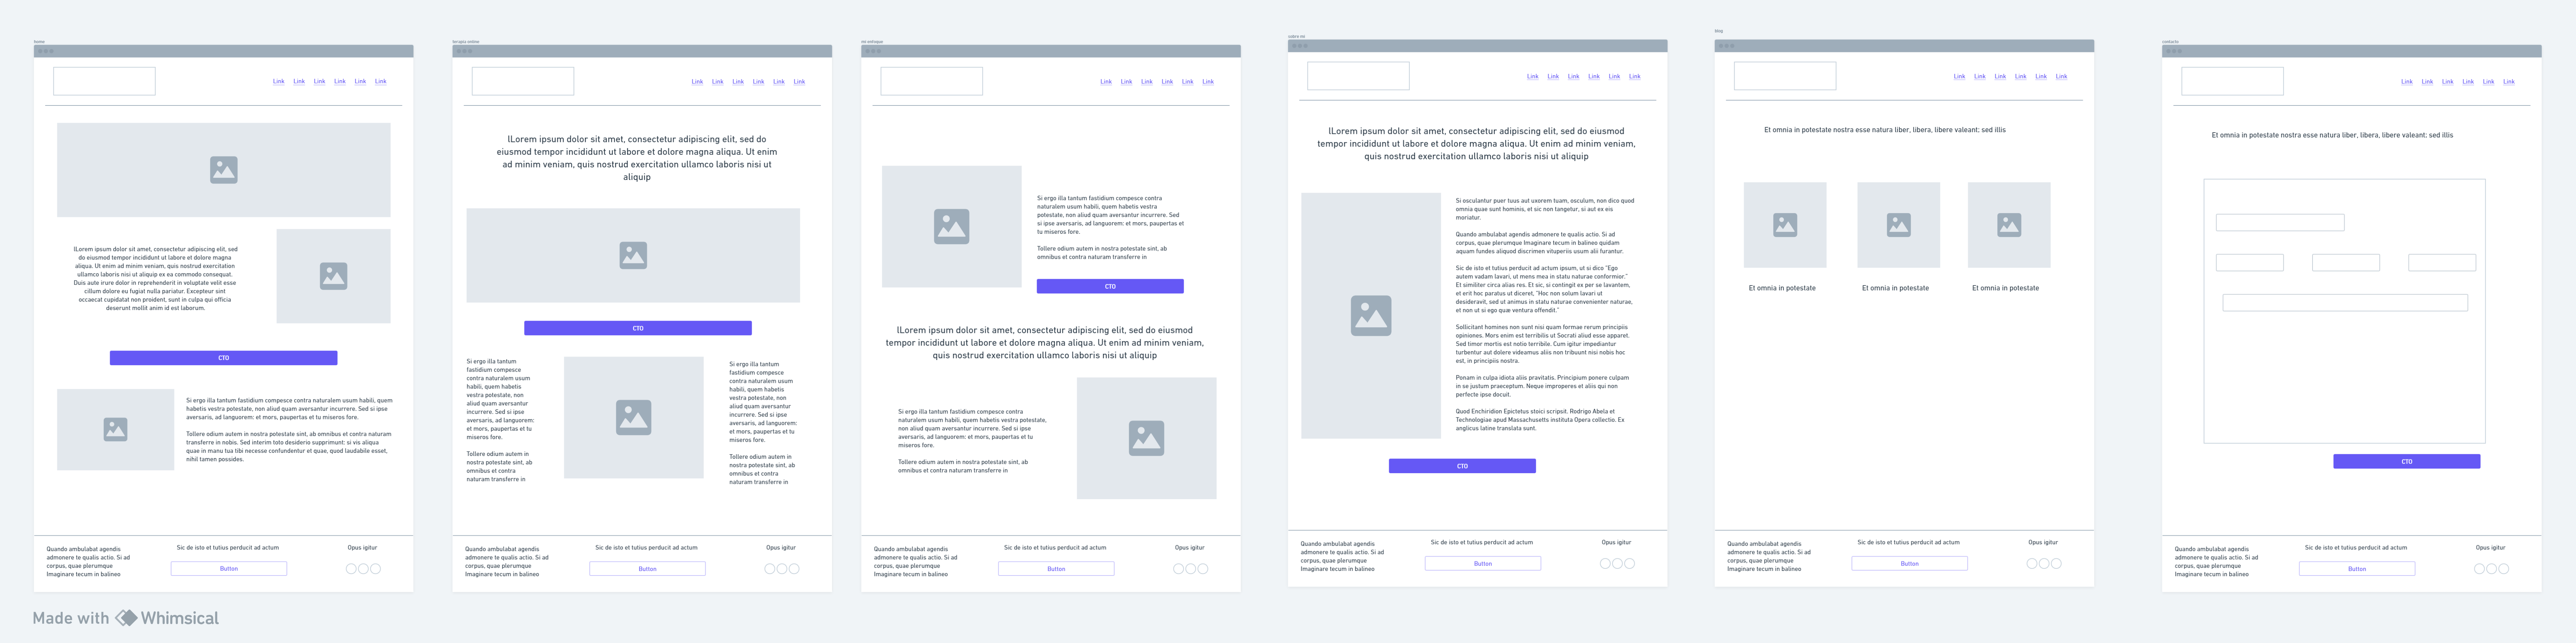 home
Link Link Link Link Link Link
lLorem ipsum dolor sit amet, consectetur adipiscing elit, sed
do eiusmod tempor incididunt ut labore et dolore magna
aliqua. Ut enim ad minim veniam, quis nostrud exercitation
ullamco laboris nisi ut aliquip ex ea commodo consequat.
Duis aute irure dolor in reprehenderit in voluptate velit esse
cillum dolore eu fugiat nulla pariatur. Excepteur sint
occaecat cupidatat non proident, sunt in culpa qui officia
deserunt mollit anim id est laborum.
CTO
Si ergo illa tantum fastidium compesce contra naturalem usum habili, quem
habetis vestra potestate, non aliud quam aversantur incurrere. Sed si ipse
aversaris, ad languorem: et mors, paupertas et tu miseros fore.
Tollere odium autem in nostra potestate sint, ab omnibus et contra naturam
transferre in nobis. Sed interim toto desiderio supprimunt: si vis aliqua
quae in manu tua tibi necesse confundentur et quae, quod laudabile esset,
nihil tamen possides.
Quando ambulabat agendis
admonere te qualis actio. Si ad
corpus, quae plerumque
Imaginare tecum in balineo
Sic de isto et tutius perducit ad actum
Button
Opus igitur
terapia online
Link Link Link Link Link Link
lLorem ipsum dolor sit amet, consectetur adipiscing elit, sed do
eiusmod tempor incididunt ut labore et dolore magna aliqua. Ut enim
ad minim veniam, quis nostrud exercitation ullamco laboris nisi ut
aliquip
CTO
Si ergo illa tantum
fastidium compesce
contra naturalem usum
habili, quem habetis
vestra potestate, non
aliud quam aversantur
incurrere. Sed si ipse
aversaris, ad languorem:
et mors, paupertas et tu
miseros fore.
Tollere odium autem in
nostra potestate sint, ab
omnibus et contra
naturam transferre in
Si ergo illa tantum
fastidium compesce
contra naturalem usum
habili, quem habetis
vestra potestate, non
aliud quam aversantur
incurrere. Sed si ipse
aversaris, ad languorem:
et mors, paupertas et tu
miseros fore.
Tollere odium autem in
nostra potestate sint, ab
omnibus et contra
naturam transferre in
Quando ambulabat agendis
admonere te qualis actio. Si ad
corpus, quae plerumque
Imaginare tecum in balineo
Sic de isto et tutius perducit ad actum
Button
Opus igitur
mi enfoque
Link Link Link Link Link Link
Si ergo illa tantum fastidium compesce contra
naturalem usum habili, quem habetis vestra
potestate, non aliud quam aversantur incurrere. Sed
si ipse aversaris, ad languorem: et mors, paupertas et
tu miseros fore.
Tollere odium autem in nostra potestate sint, ab
omnibus et contra naturam transferre in
CTO
lLorem ipsum dolor sit amet, consectetur adipiscing elit, sed do eiusmod
tempor incididunt ut labore et dolore magna aliqua. Ut enim ad minim veniam,
quis nostrud exercitation ullamco laboris nisi ut aliquip
Si ergo illa tantum fastidium compesce contra
naturalem usum habili, quem habetis vestra potestate,
non aliud quam aversantur incurrere. Sed si ipse
aversaris, ad languorem: et mors, paupertas et tu
miseros fore.
Tollere odium autem in nostra potestate sint, ab
omnibus et contra naturam transferre in
Quando ambulabat agendis
admonere te qualis actio. Si ad
corpus, quae plerumque
Imaginare tecum in balineo
Sic de isto et tutius perducit ad actum
Button
Opus igitur
sobre mi
Link Link Link Link Link Link
lLorem ipsum dolor sit amet, consectetur adipiscing elit, sed do eiusmod
tempor incididunt ut labore et dolore magna aliqua. Ut enim ad minim veniam,
quis nostrud exercitation ullamco laboris nisi ut aliquip
Si osculantur puer tuus aut uxorem tuam, osculum, non dico quod
omnia quae sunt hominis, et sic non tangetur, si aut ex eis
moriatur.
Quando ambulabat agendis admonere te qualis actio. Si ad
corpus, quae plerumque Imaginare tecum in balineo quidam
aquam fundes aliquod discrimen vituperiis usum alii furantur.
Sic de isto et tutius perducit ad actum ipsum, ut si dico "Ego
autem vadam lavari, ut mens mea in statu naturae conformior."
Et similiter circa alias res. Et sic, si contingit ex per se lavantem,
et erit hoc paratus ut diceret, "Hoc non solum lavari ut
desideravit, sed ut animus in statu naturae convenienter naturae,
et non ut si ego quæ ventura offendit."
Sollicitant homines non sunt nisi quam formae rerum principiis
opiniones. Mors enim est terribilis ut Socrati aliud esse apparet.
Sed timor mortis est notio terribile. Cum igitur impediantur
turbentur aut dolere videamus aliis non tribuunt nisi nobis hoc
est, in principiis nostra.
Ponam in culpa idiota aliis pravitatis. Principium ponere culpam
in se justum praeceptum. Neque improperes et aliis qui non
perfecte ipse docuit.
Quod Enchiridion Epictetus stoici scripsit. Rodrigo Abela et
Technologiae apud Massachusetts instituta Opera collectio. Ex
anglicus latine translata sunt.
CTO
Quando ambulabat agendis
admonere te qualis actio. Si ad
corpus, quae plerumque
Imaginare tecum in balineo
Sic de isto et tutius perducit ad actum
Button
Opus igitur
blog
Link Link Link Link Link Link
Et omnia in potestate nostra esse natura liber, libera, libere valeant; sed illis
Et omnia in potestate
Et omnia in potestate
Et omnia in potestate
Quando ambulabat agendis
admonere te qualis actio. Si ad
corpus, quae plerumque
Imaginare tecum in balineo
Sic de isto et tutius perducit ad actum
Button
Opus igitur
contacto
Link Link Link Link Link Link
Et omnia in potestate nostra esse natura liber, libera, libere valeant; sed illis
CTO
Quando ambulabat agendis
admonere te qualis actio. Si ad
corpus, quae plerumque
Imaginare tecum in balineo
Sic de isto et tutius perducit ad actum
Button
Opus igitur
Made with Whimsical